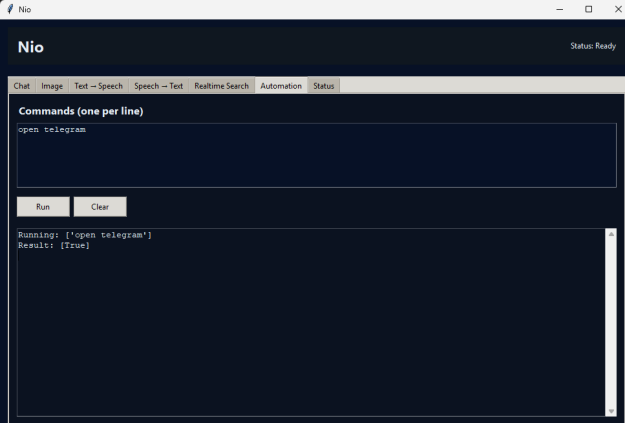 Nio
Nio
Status: Ready
Chat Image Text → Speech Speech → Text Realtime Search Automation Status
Commands (one per line)
open telegram
Run Clear
Running: ['open telegram']
Result: [True]